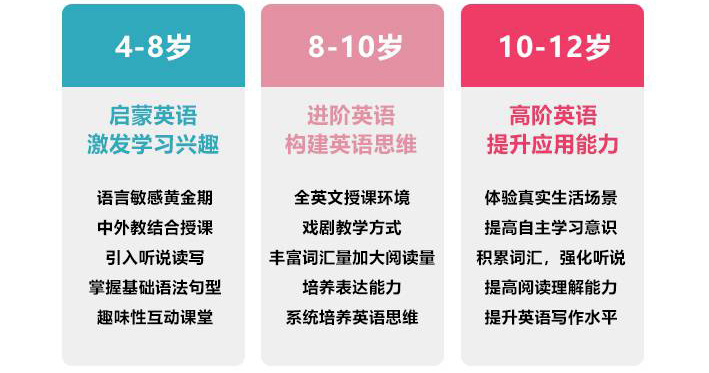 4-8岁
启蒙英语
激发学习兴趣
语言敏感黄金期
中外教结合授课
引入听说读写
掌握基础语法句型
趣味性互动课堂
8-10岁
进阶英语
构建英语思维
全英文授课环境
戏剧教学方式
丰富词汇量加大阅读量
培养表达能力
系统培养英语思维
10-12岁
高阶英语
提升应用能力
体验真实生活场景
提高自主学习意识
积累词汇，强化听说
提高阅读理解能力
提升英语写作水平